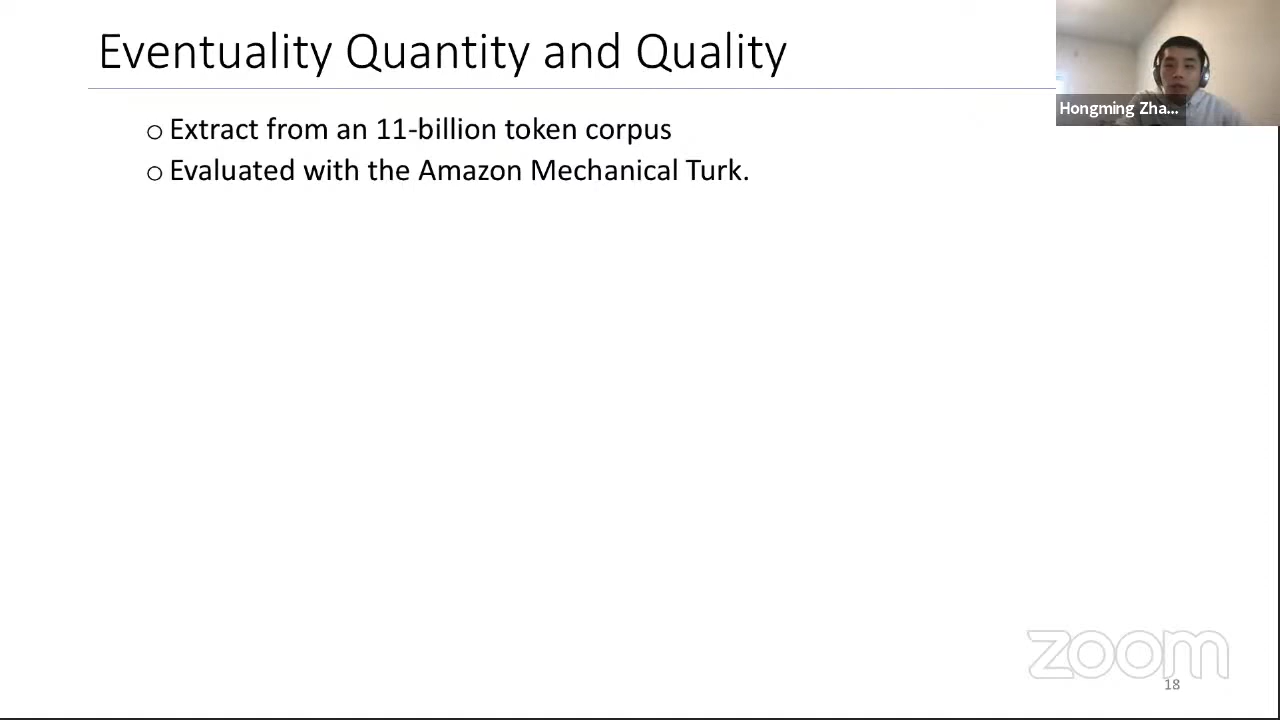 Eventuality Quantity and Quality
Hongming Zha...
o Extract from an 11-billion token corpus
o Evaluated with the Amazon Mechanical Turk.
zoom
18